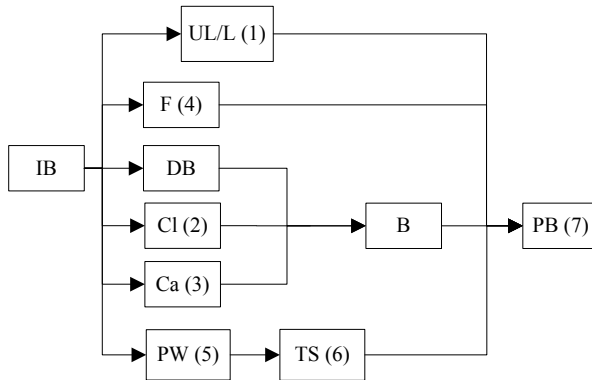 UL/L (1)
F (4)
IB
DB
Cl (2)
B
PB (7)
Ca (3)
PW (5)
TS (6)